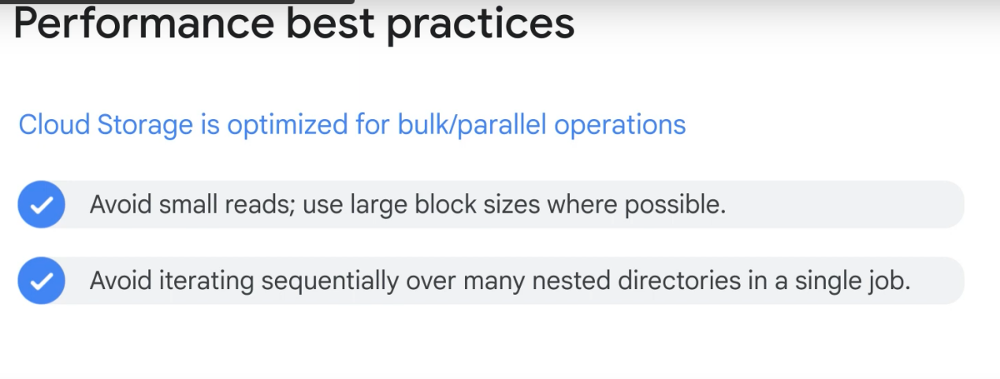 Performance best practices
Cloud Storage is optimized for bulk/parallel operations
Avoid small reads; use large block sizes where possible.
Avoid iterating sequentially over many nested directories in a single job.